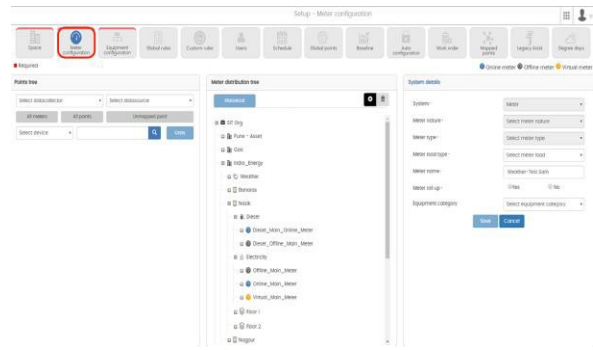 Setup - Meter configuration
Space
Meter configuration
Equipment configuration
Global rules
Custom rules
Users
Schedule
Global points
Baseline
Auto configuration
Work order
Mapped points
Legacy Work
Degree days
Required
Online meter Offline meter Virtual meter
Points tree
Select datacollector
Select datasource
All meters
All points
Unmapped point
Select device
Units
Meter distribution tree
Historical
SIT Org
Pune - Asset
Goa
India_Energy
Weather
Banaras
Nasik
Diesel
Diesel_Main_Online_Meter
Diesel_Offline_Main_Meter
Electricity
Offline_Main_Meter
Online_Main_Meter
Virtual_Main_Meter
Floor 1
Floor 2
Nagpur
System details
System:
Meter
Meter nature:
Select meter nature
Meter type:
Select meter type
Meter load type:
Select meter load
Meter name:
Weather-Test Sam
Meter roll up:
Yes
No
Equipment category
Select equipment category
Save
Cancel